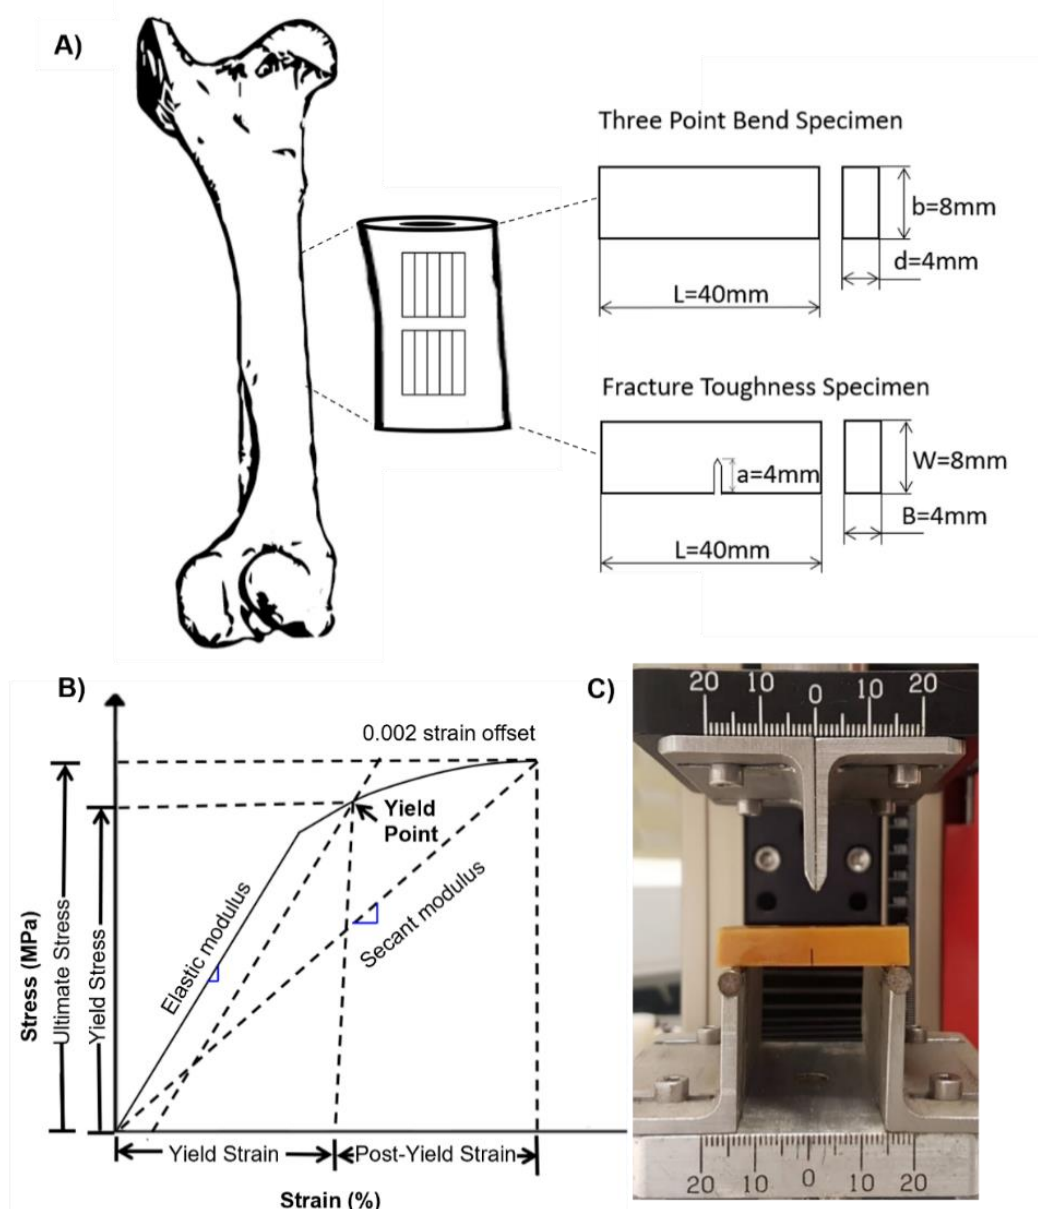 A)
Three Point Bend Specimen
b=8mm
d=4mm
L=40mm
Fracture Toughness Specimen
a=4mm
W=8mm
B=4mm
L=40mm
B)
0.002 strain offset
Yield
Point
Elastic modulus
Secant modulus
Stress (MPa)
Ultimate Stress
Yield Stress
Yield Strain
Post-Yield Strain
Strain (%)
C)
20 10 0 10 20
20 10 0 10 20